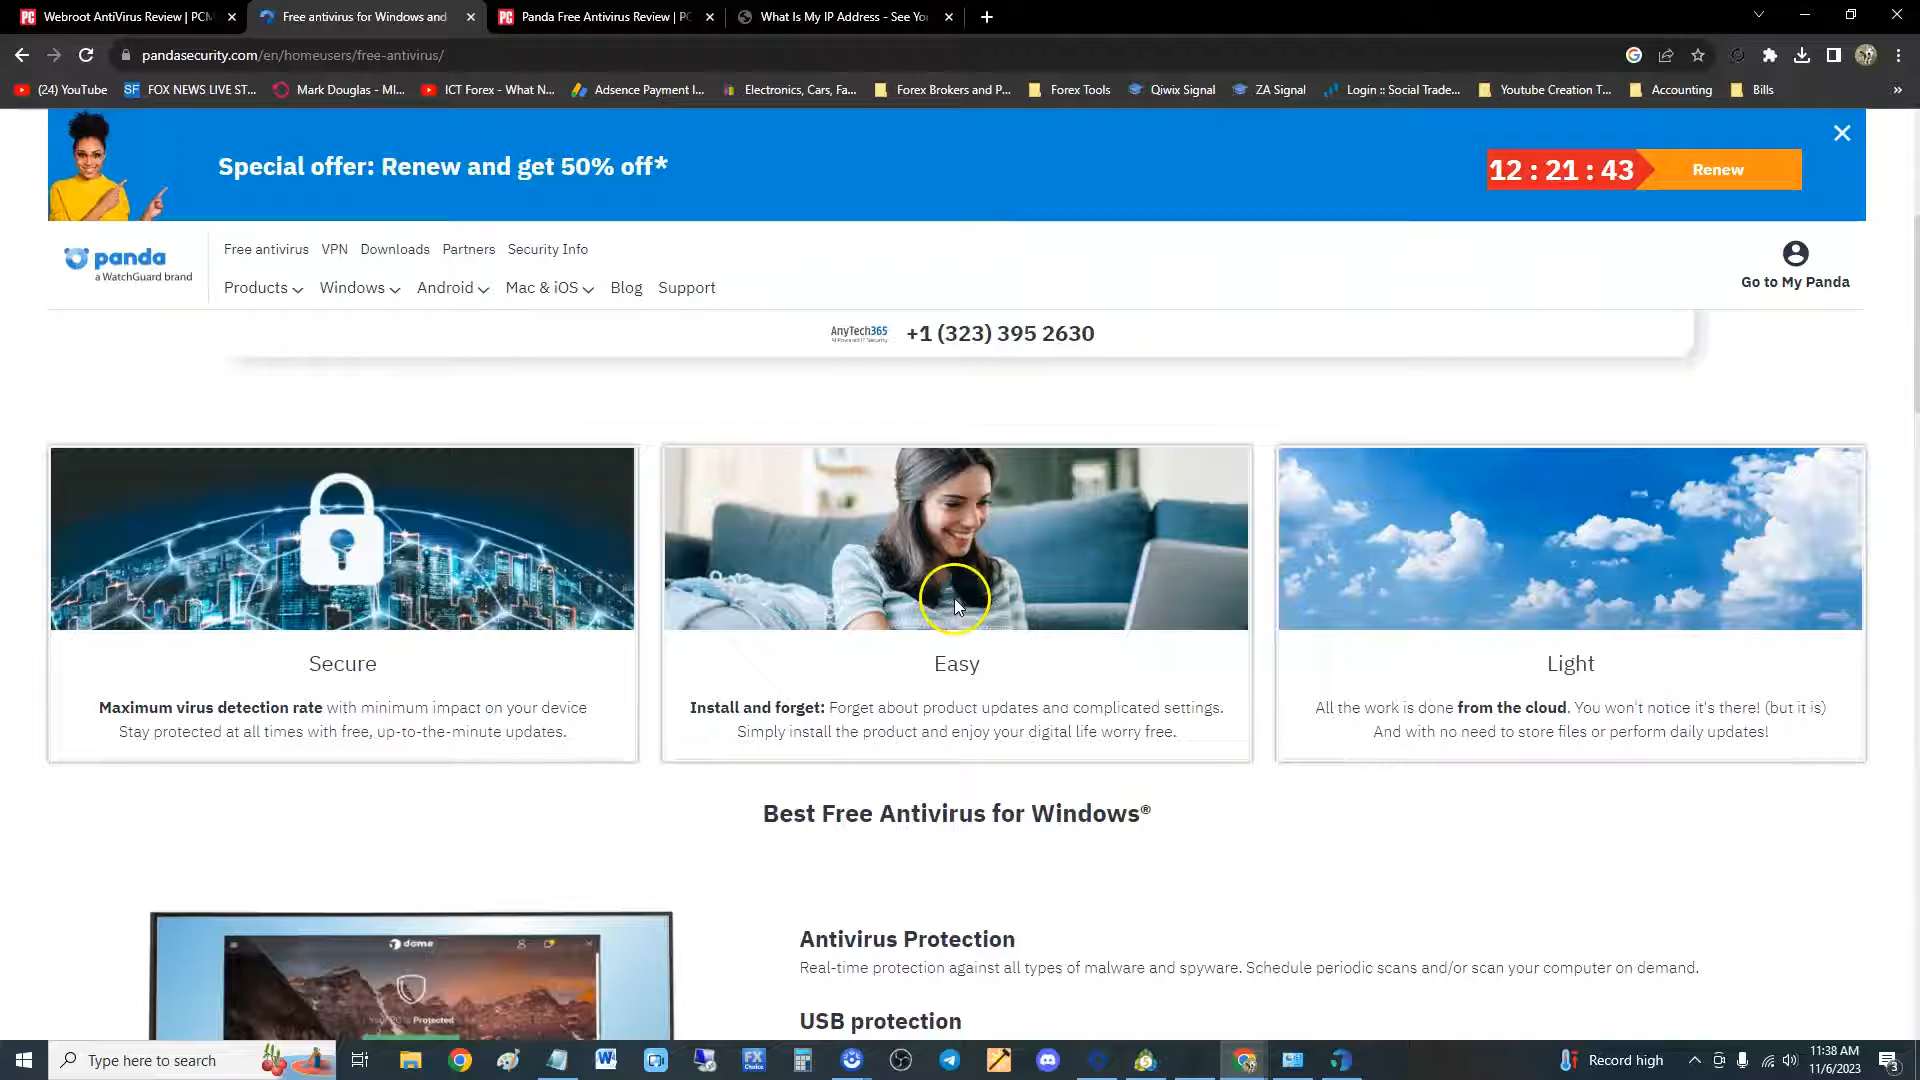 Webroot AntiVirus Review | PCM
Free antivirus for Windows and
Panda Free Antivirus Review | PC
What Is My IP Address - See Yo
pandasecurity.com/en/homeusers/free-antivirus/
(24) YouTube
FOX NEWS LIVE ST...
Mark Douglas - MI...
ICT Forex - What N...
Adsence Payment I...
Electronics, Cars, Fa...
Forex Brokers and P...
Forex Tools
Qiwix Signal
ZA Signal
Login :: Social Trade...
Youtube Creation T...
Accounting
Bills
Special offer: Renew and get 50% off*
12 : 21 : 43
Renew
panda
a WatchGuard brand
Free antivirus VPN Downloads Partners Security Info
Products Windows Android Mac & iOS Blog Support
Go to My Panda
AnyTech365
+1 (323) 395 2630
Secure
Maximum virus detection rate with minimum impact on your device
Stay protected at all times with free, up-to-the-minute updates.
Easy
Install and forget: Forget about product updates and complicated settings.
Simply install the product and enjoy your digital life worry free.
Light
All the work is done from the cloud. You won't notice it's there! (but it is)
And with no need to store files or perform daily updates!
Best Free Antivirus for Windows®
dome
Antivirus Protection
Real-time protection against all types of malware and spyware. Schedule periodic scans and/or scan your computer on demand.
USB protection
Type here to search
Record high
11:38 AM
11/6/2023